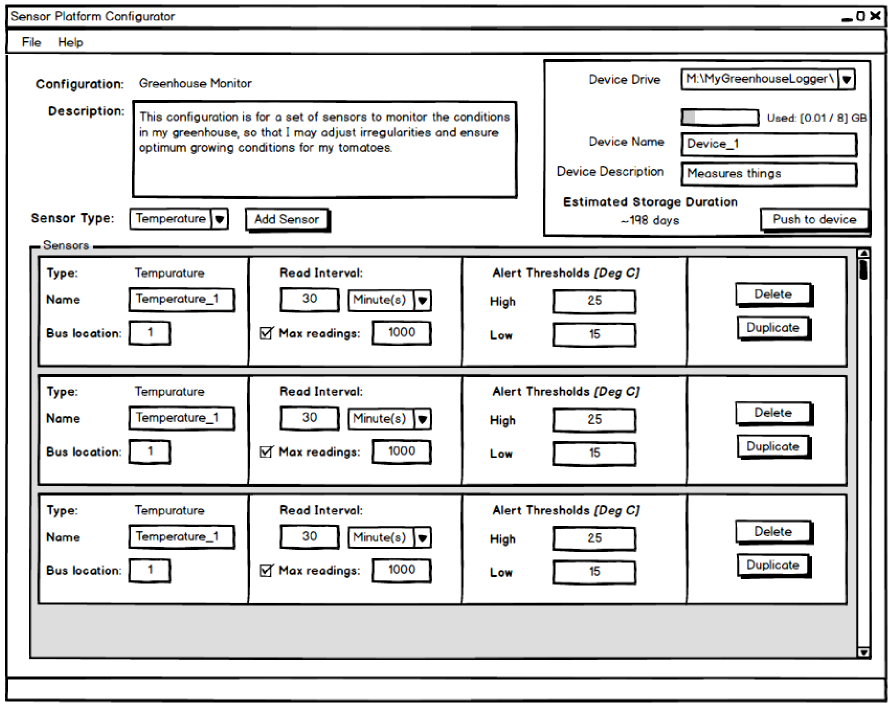 Sensor Platform Configurator
File Help
Configuration: Greenhouse Monitor
Description: This configuration is for a set of sensors to monitor the conditions
in my greenhouse, so that I may adjust irregularities and ensure
optimum growing conditions for my tomatoes.
Device Drive M:\MyGreenhouseLogger\
Used: [0.01 / 8] GB
Device Name Device_1
Device Description Measures things
Estimated Storage Duration
~198 days Push to device
Sensor Type: Temperature Add Sensor
Sensors
Type: Tempurature Read Interval: Alert Thresholds [Deg C]
Name Temperature_1 30 Minute(s) High 25 Delete
Bus location: 1 Max readings: 1000 Low 15 Duplicate
Type: Tempurature Read Interval: Alert Thresholds [Deg C]
Name Temperature_1 30 Minute(s) High 25 Delete
Bus location: 1 Max readings: 1000 Low 15 Duplicate
Type: Tempurature Read Interval: Alert Thresholds [Deg C]
Name Temperature_1 30 Minute(s) High 25 Delete
Bus location: 1 Max readings: 1000 Low 15 Duplicate